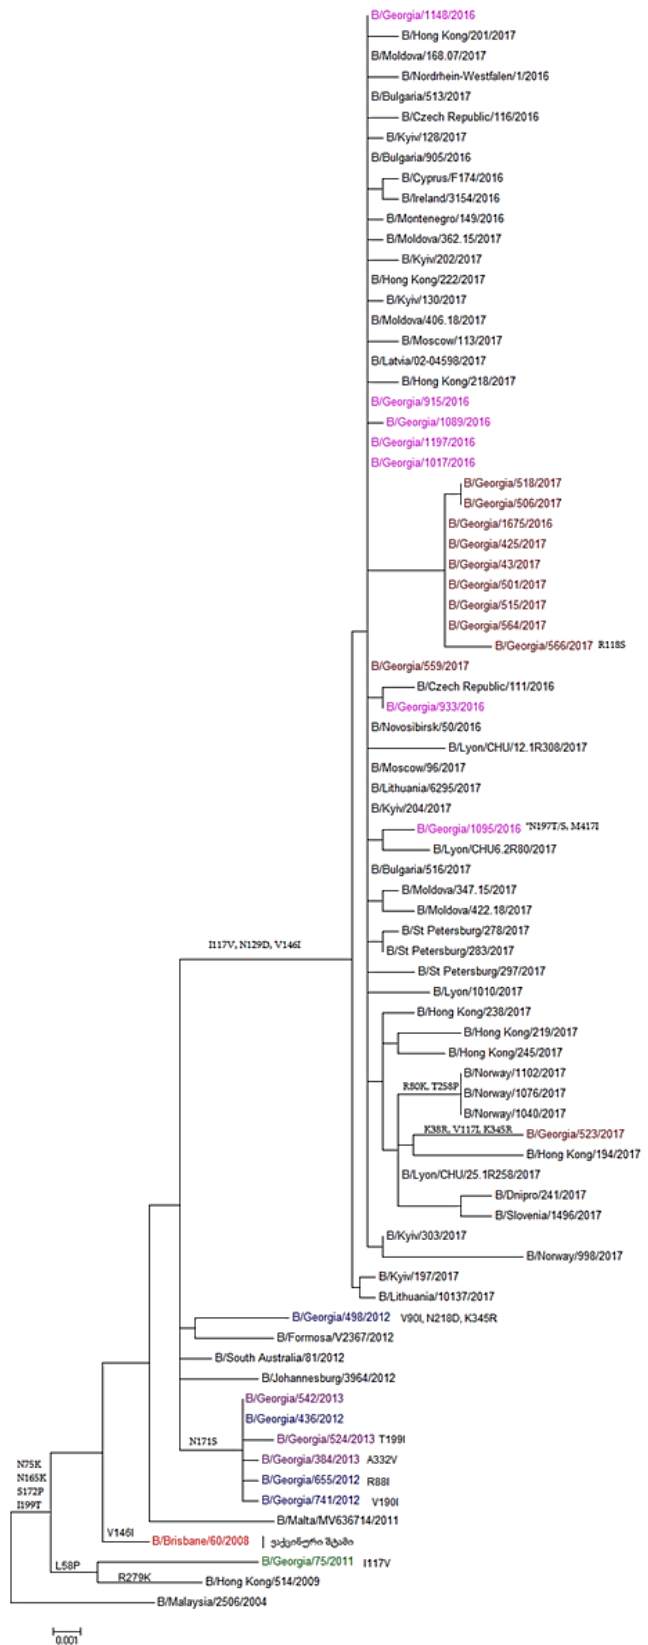 B/Georgia/1148/2016
B/Hong Kong/201/2017
B/Moldova/168.07/2017
B/Nordrhein-Westfalen/1/2016
B/Bulgaria/513/2017
B/Czech Republic/116/2016
B/Kyiv/128/2017
B/Bulgaria/905/2016
B/Cyprus/F174/2016
B/Ireland/3154/2016
B/Montenegro/149/2016
B/Moldova/362.15/2017
B/Kyiv/202/2017
B/Hong Kong/222/2017
B/Kyiv/130/2017
B/Moldova/406.18/2017
B/Moscow/113/2017
B/Latvia/02-04598/2017
B/Hong Kong/218/2017
B/Georgia/915/2016
B/Georgia/1089/2016
B/Georgia/1197/2016
B/Georgia/1017/2016
B/Georgia/518/2017
B/Georgia/506/2017
B/Georgia/1675/2016
B/Georgia/425/2017
B/Georgia/43/2017
B/Georgia/501/2017
B/Georgia/515/2017
B/Georgia/564/2017
B/Georgia/566/2017 R118S
B/Georgia/559/2017
B/Czech Republic/111/2016
B/Georgia/933/2016
B/Novosibirsk/50/2016
B/Lyon/CHU/12.1R308/2017
B/Moscow/96/2017
B/Lithuania/6295/2017
B/Kyiv/204/2017
B/Georgia/1095/2016 *N197T/S, M417I
B/Lyon/CHU6.2R80/2017
B/Bulgaria/516/2017
B/Moldova/347.15/2017
B/Moldova/422.18/2017
B/St Petersburg/278/2017
I117V, N129D, V146I
B/St Petersburg/283/2017
B/St Petersburg/297/2017
B/Lyon/1010/2017
B/Hong Kong/238/2017
B/Hong Kong/219/2017
B/Hong Kong/245/2017
B/Norway/1102/2017
R80K, T258P
B/Norway/1076/2017
B/Norway/1040/2017
K38R, V117I, K345R
B/Georgia/523/2017
B/Hong Kong/194/2017
B/Lyon/CHU/25.1R258/2017
B/Dnipro/241/2017
B/Slovenia/1496/2017
B/Kyiv/303/2017
B/Norway/998/2017
B/Kyiv/197/2017
B/Lithuania/10137/2017
B/Georgia/498/2012 V90I, N218D, K345R
B/Formosa/V2367/2012
B/South Australia/81/2012
B/Johannesburg/3964/2012
B/Georgia/542/2013
B/Georgia/436/2012
N171S
B/Georgia/524/2013 T199I
B/Georgia/384/2013 A332V
B/Georgia/655/2012 R88I
B/Georgia/741/2012 V190I
N75K
N165K
S172P
I199T
B/Malta/MV636714/2011
V146I
B/Brisbane/60/2008 | ვაქცინური შტამი
L58P
B/Georgia/75/2011 I117V
R279K
B/Hong Kong/514/2009
B/Malaysia/2506/2004
0.001